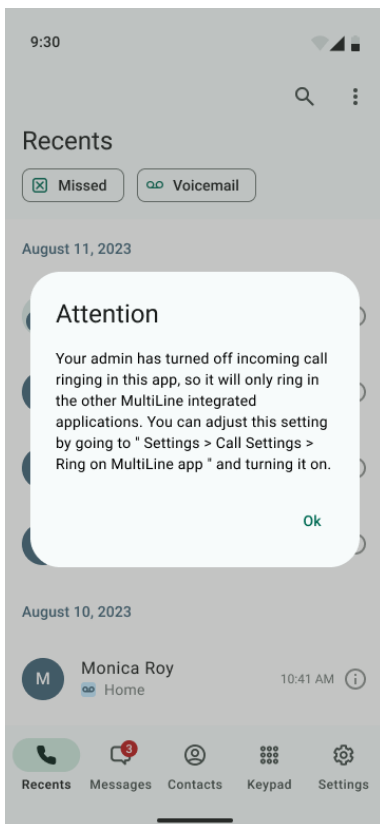 9:30
Recents
Missed
Voicemail
August 11, 2023
Attention
Your admin has turned off incoming call
ringing in this app, so it will only ring in
the other MultiLine integrated
applications. You can adjust this setting
by going to " Settings > Call Settings >
Ring on MultiLine app " and turning it on.
Ok
August 10, 2023
M
Monica Roy
Home
10:41 AM
3
Recents
Messages
Contacts
Keypad
Settings